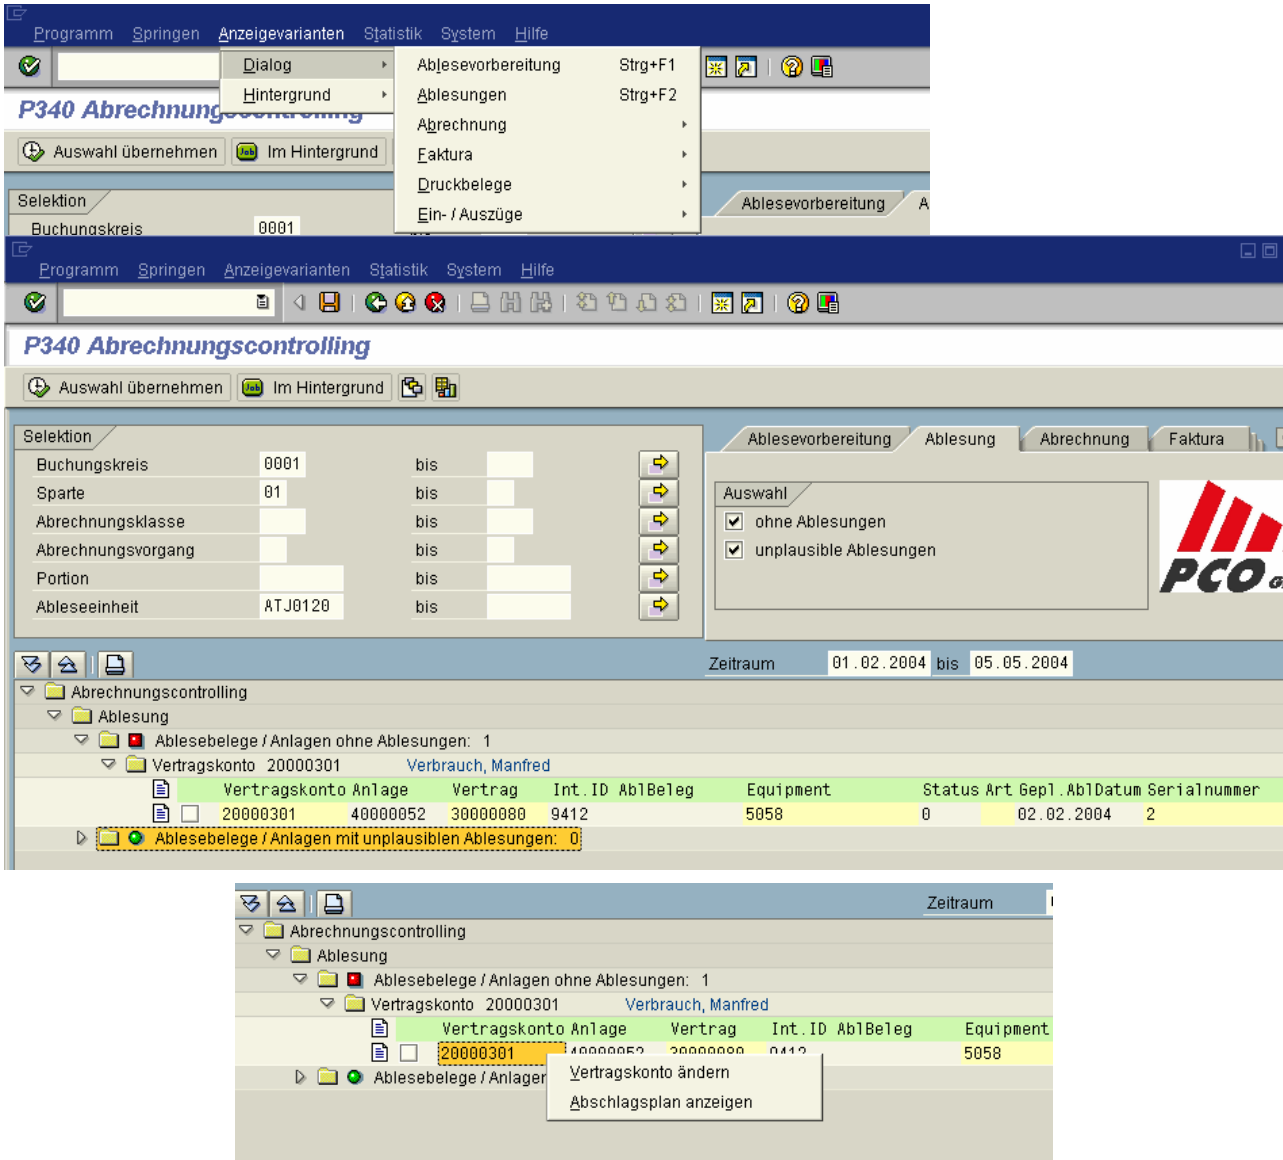 Programm Springen Anzeigevarianten Statistik System Hilfe
Dialog
Hintergrund
Ablesevorbereitung Strg+F1
Ablesungen Strg+F2
Abrechnung
Faktura
Druckbelege
Ein- / Auszüge
P340 Abrechnungscontrolling
Auswahl übernehmen Job Im Hintergrund
Selektion
Ablesevorbereitung A
Buchungskreis 0001
Programm Springen Anzeigevarianten Statistik System Hilfe
P340 Abrechnungscontrolling
Auswahl übernehmen Job Im Hintergrund
Selektion
Buchungskreis 0001 bis
Sparte 01 bis
Abrechnungsklasse bis
Abrechnungsvorgang bis
Portion bis
Ableseeinheit ATJ0120 bis
Ablesevorbereitung Ablesung Abrechnung Faktura
Auswahl
ohne Ablesungen
unplausible Ablesungen
PCO G
Zeitraum 01.02.2004 bis 05.05.2004
Abrechnungscontrolling
Ablesung
Ablesebelege / Anlagen ohne Ablesungen: 1
Vertragskonto 20000301 Verbrauch, Manfred
Vertragskonto Anlage Vertrag Int.ID AblBeleg Equipment Status Art Gepl.AblDatum Serialnummer
20000301 40000052 30000080 9412 5058 0 02.02.2004 2
Ablesebelege / Anlagen mit unplausiblen Ablesungen: 0
Zeitraum
Abrechnungscontrolling
Ablesung
Ablesebelege / Anlagen ohne Ablesungen: 1
Vertragskonto 20000301 Verbrauch, Manfred
Vertragskonto Anlage Vertrag Int.ID AblBeleg Equipment
20000301 40000052 30000080 9412 5058
Ablesebelege / Anlagen
Vertragskonto ändern
Abschlagsplan anzeigen